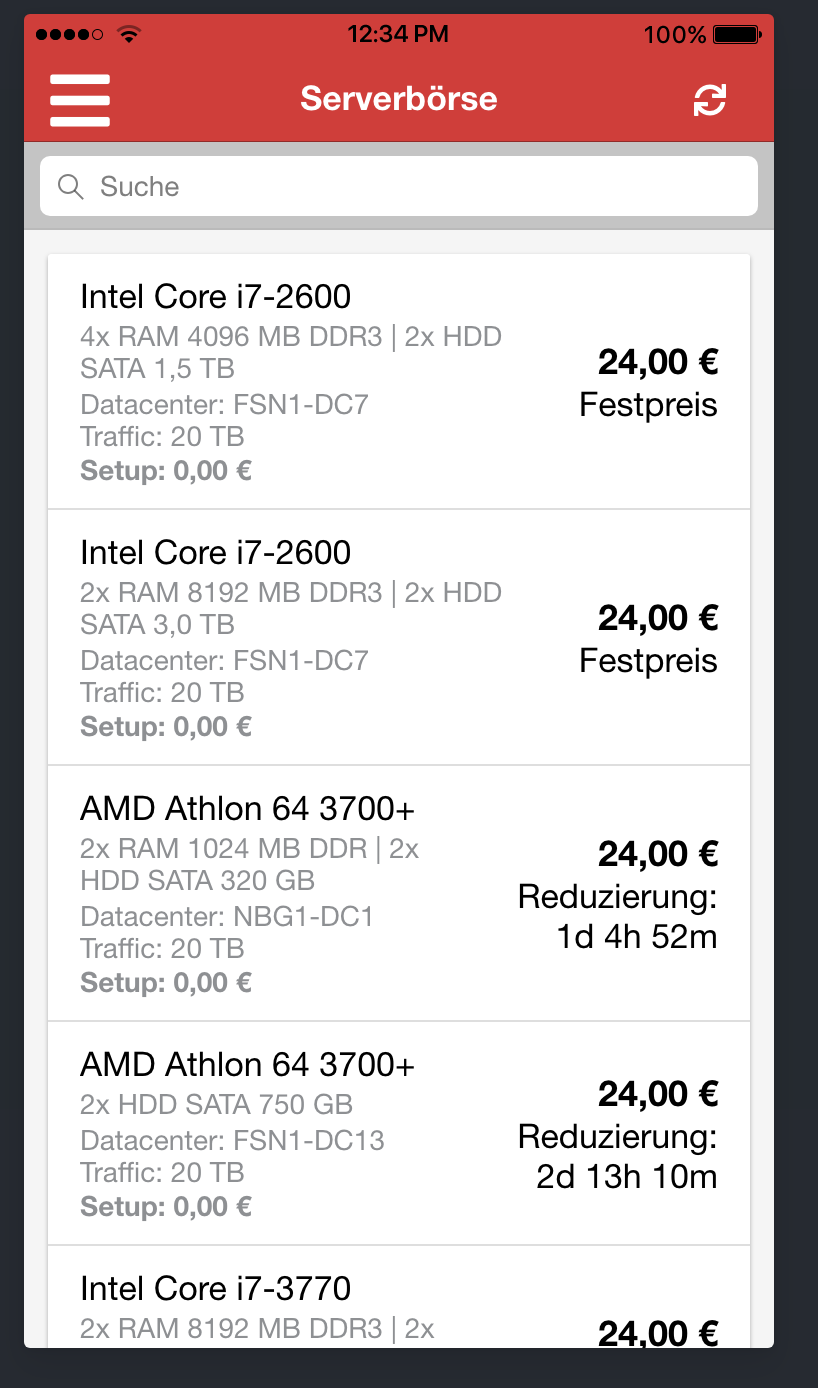 12:34 PM
100%
Serverbörse
Suche
Intel Core i7-2600
4x RAM 4096 MB DDR3 | 2x HDD
SATA 1,5 TB
Datacenter: FSN1-DC7
Traffic: 20 TB
Setup: 0,00 €
24,00 €
Festpreis
Intel Core i7-2600
2x RAM 8192 MB DDR3 | 2x HDD
SATA 3,0 TB
Datacenter: FSN1-DC7
Traffic: 20 TB
Setup: 0,00 €
24,00 €
Festpreis
AMD Athlon 64 3700+
2x RAM 1024 MB DDR | 2x
HDD SATA 320 GB
Datacenter: NBG1-DC1
Traffic: 20 TB
Setup: 0,00 €
24,00 €
Reduzierung:
1d 4h 52m
AMD Athlon 64 3700+
2x HDD SATA 750 GB
Datacenter: FSN1-DC13
Traffic: 20 TB
Setup: 0,00 €
24,00 €
Reduzierung:
2d 13h 10m
Intel Core i7-3770
2x RAM 8192 MB DDR3 | 2x
24,00 €